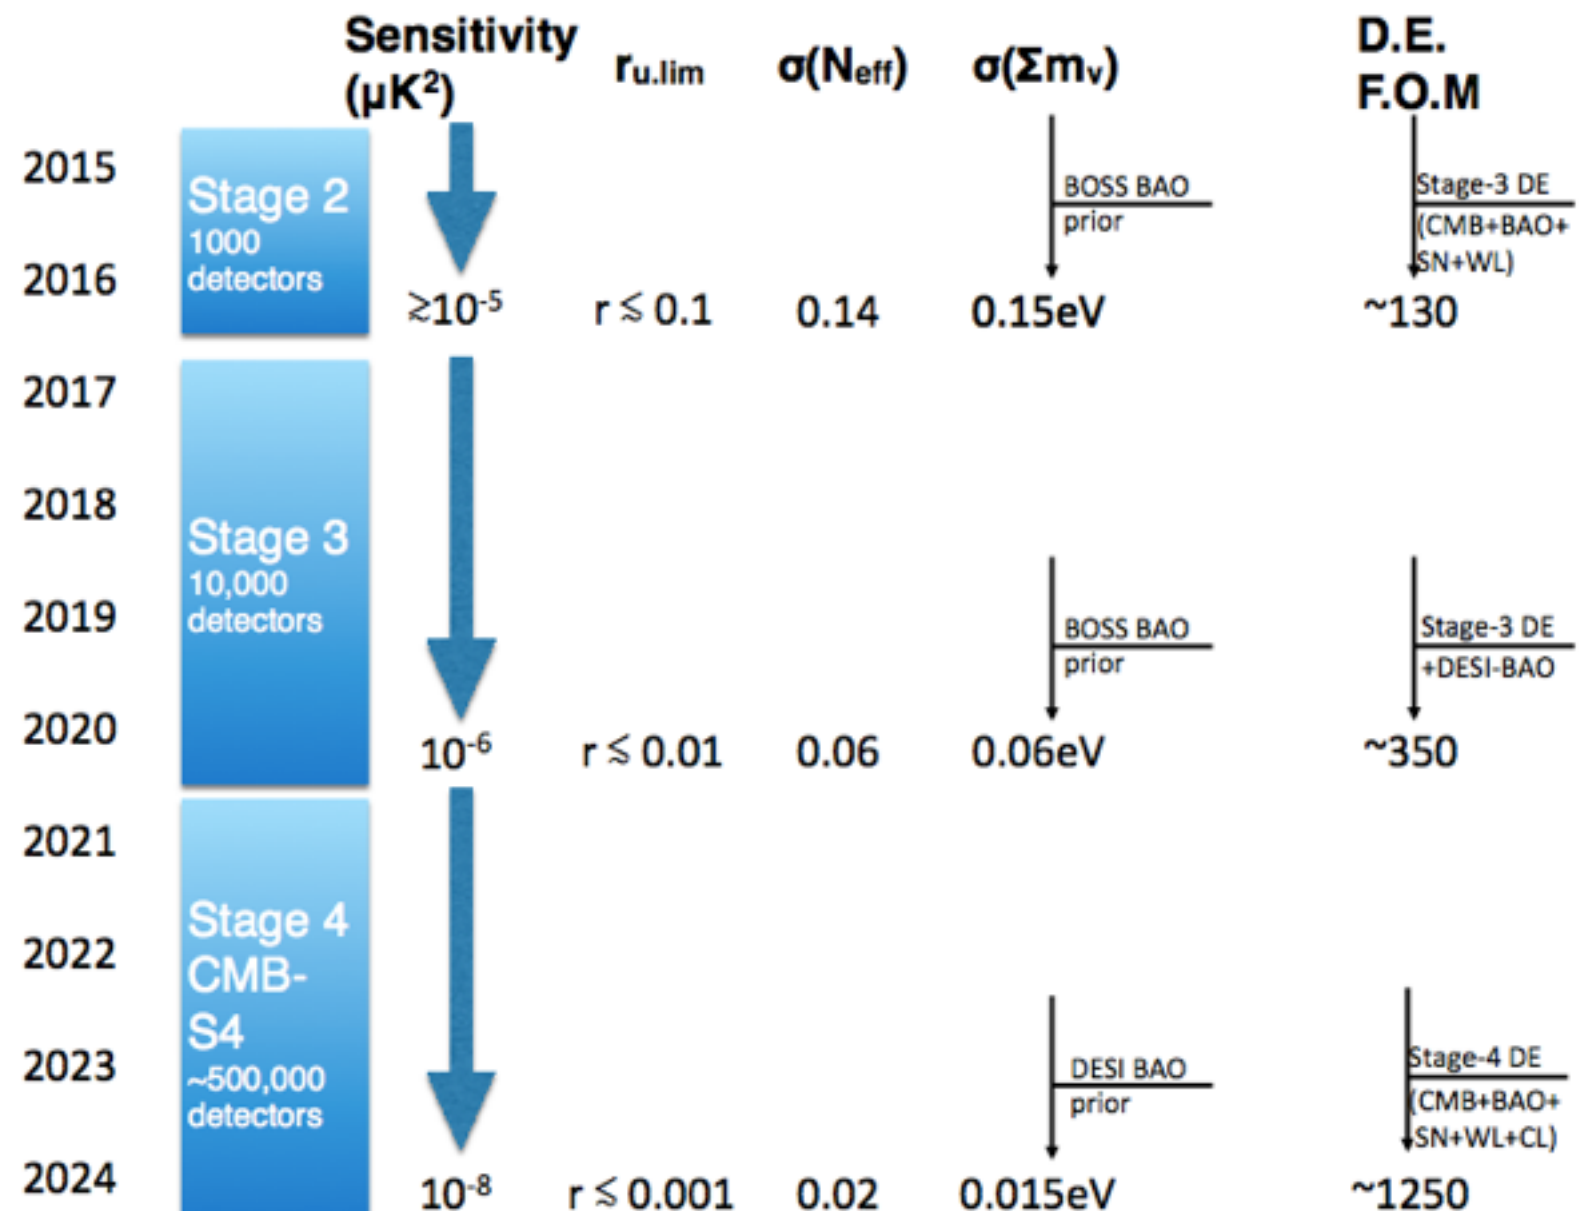 Sensitivity
(μK²)
r_u.lim
σ(N_eff)
σ(Σm_ν)
D.E.
F.O.M
2015
Stage 2
1000
detectors
BOSS BAO
prior
Stage-3 DE
(CMB+BAO+
SN+WL)
2016
≳10⁻⁵
r ≲ 0.1
0.14
0.15eV
~130
2017
2018
Stage 3
10,000
detectors
2019
BOSS BAO
prior
Stage-3 DE
+DESI-BAO
2020
10⁻⁶
r ≲ 0.01
0.06
0.06eV
~350
2021
2022
Stage 4
CMB-
S4
~500,000
detectors
2023
DESI BAO
prior
Stage-4 DE
(CMB+BAO+
SN+WL+CL)
2024
10⁻⁸
r ≲ 0.001
0.02
0.015eV
~1250